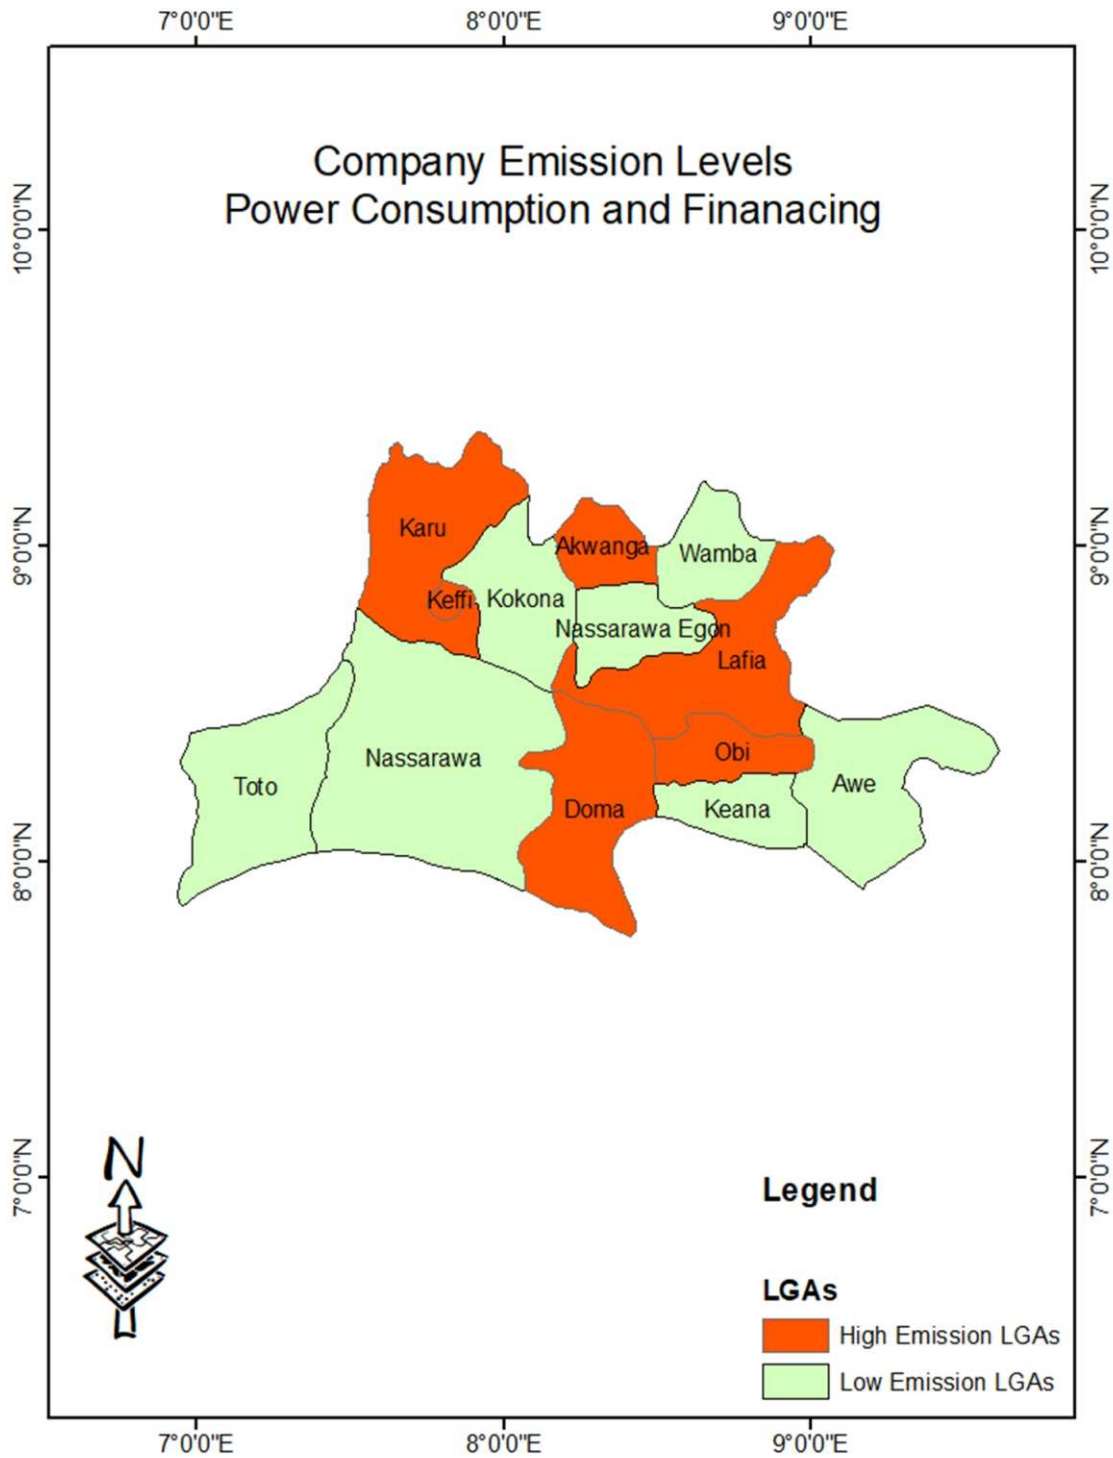 7°0'0"E 8°0'0"E 9°0'0"E
Company Emission Levels
Power Consumption and Finanacing
10°0'0"N 10°0'0"N
9°0'0"N 9°0'0"N
Karu
Akwanga
Wamba
Keffi
Kokona
Nassarawa Egon
Lafia
Obi
Nassarawa
Toto
Awe
Doma
Keana
8°0'0"N 8°0'0"N
N
7°0'0"N 7°0'0"N
Legend
LGAs
High Emission LGAs
Low Emission LGAs
7°0'0"E 8°0'0"E 9°0'0"E